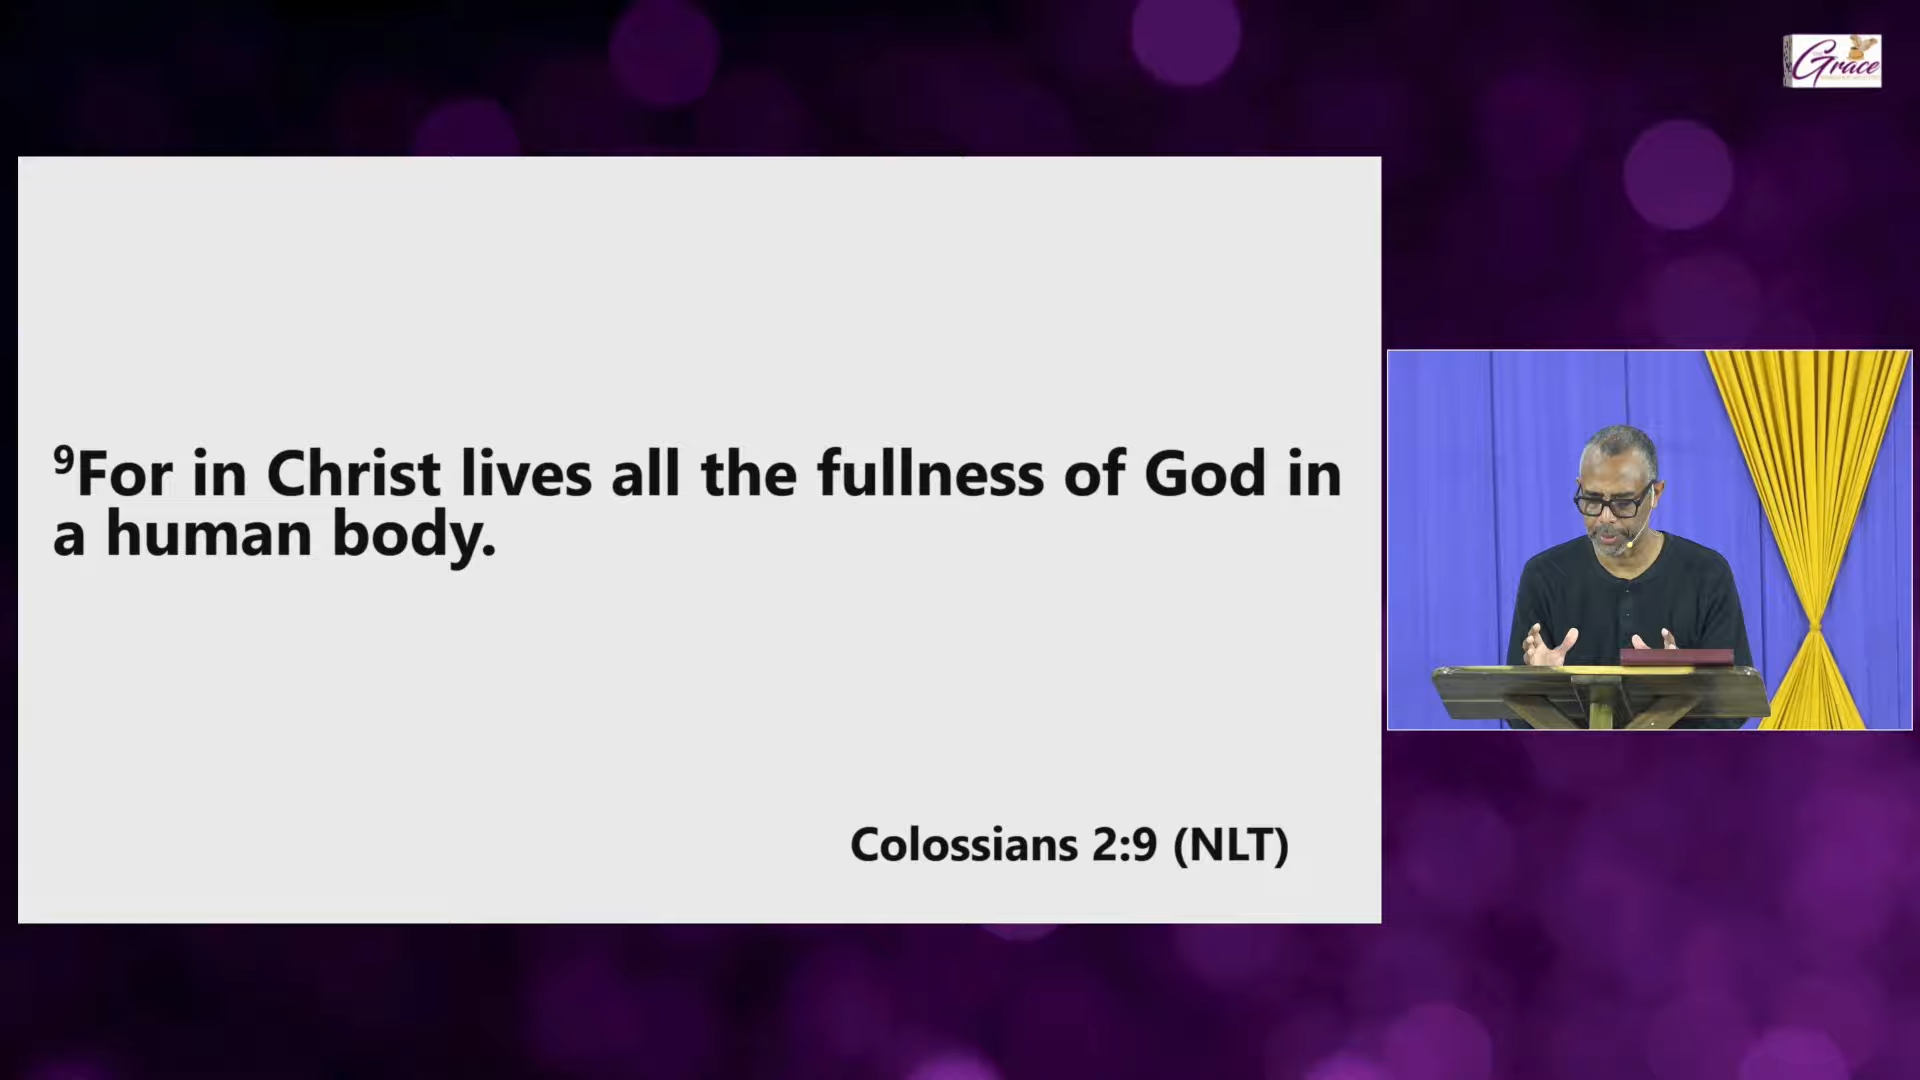 Grace
⁹For in Christ lives all the fullness of God in
a human body.
Colossians 2:9 (NLT)